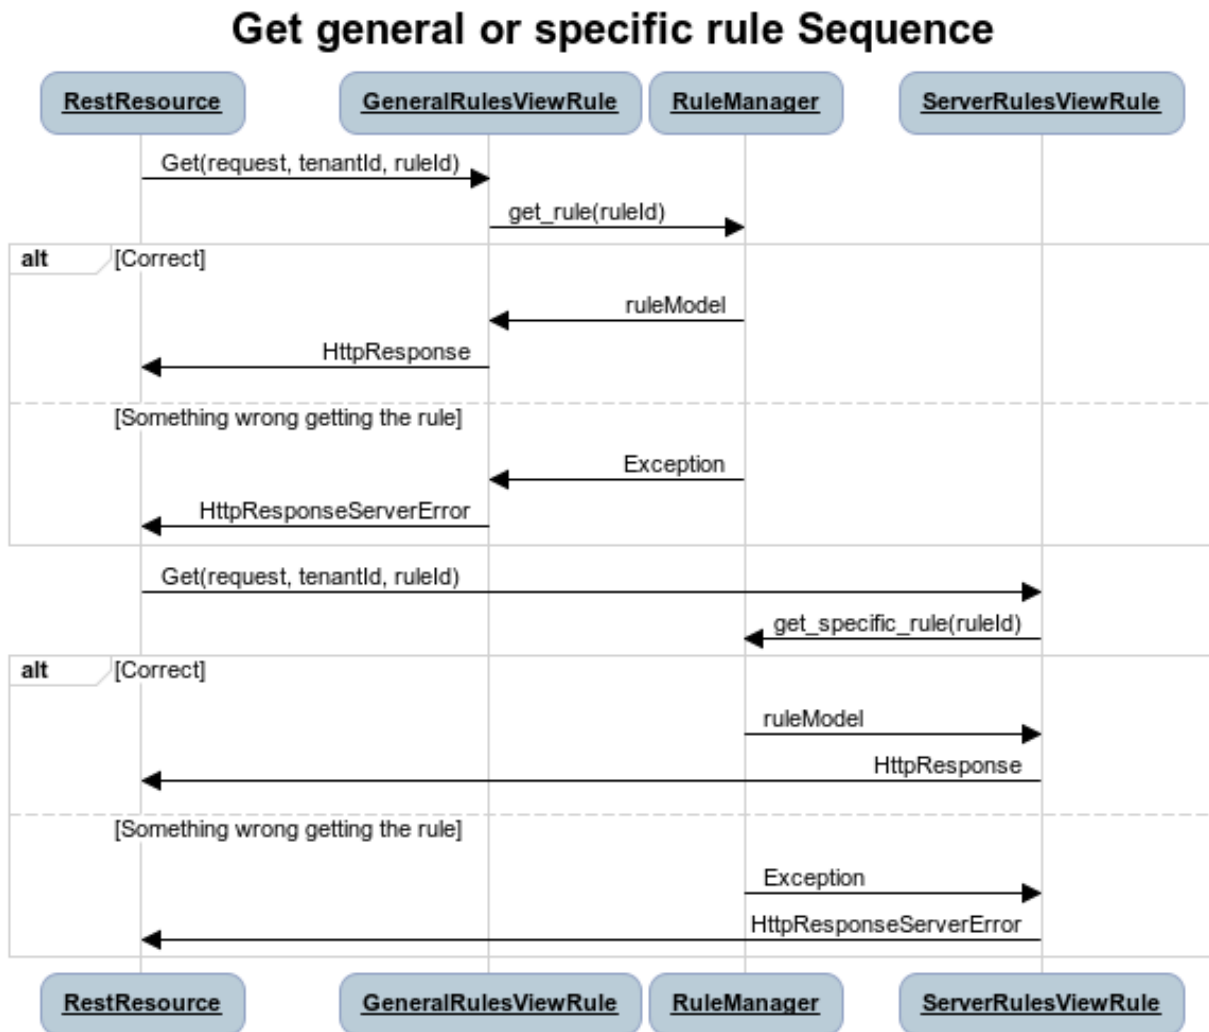 Get general or specific rule Sequence
RestResource GeneralRulesViewRule RuleManager ServerRulesViewRule
Get(request, tenantId, ruleId)
get_rule(ruleId)
alt [Correct]
ruleModel
HttpResponse
[Something wrong getting the rule]
Exception
HttpResponseServerError
Get(request, tenantId, ruleId)
get_specific_rule(ruleId)
alt [Correct]
ruleModel
HttpResponse
[Something wrong getting the rule]
Exception
HttpResponseServerError
RestResource GeneralRulesViewRule RuleManager ServerRulesViewRule